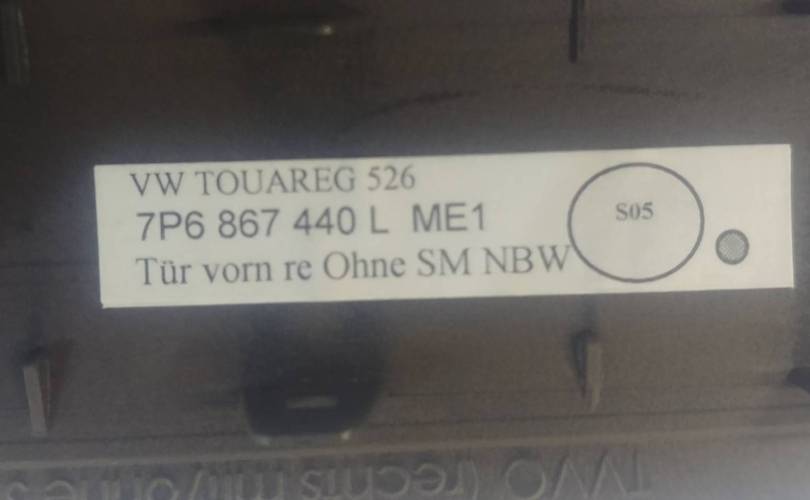 VW TOUAREG 526
7P6 867 440 L ME1
Tür vorn re Ohne SM NBW
S05